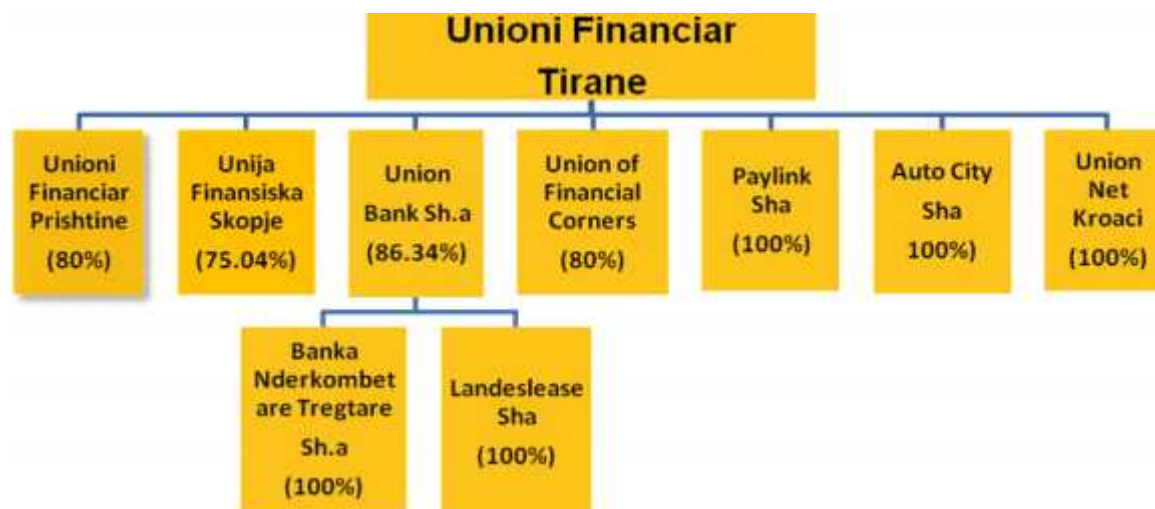 Unioni Financiar
Tirane
Unioni
Financiar
Prishtine
(80%)
Unija
Finansiska
Skopje
(75.04%)
Union
Bank Sh.a
(86.34%)
Union of
Financial
Corners
(80%)
Paylink
Sha
(100%)
Auto City
Sha
100%)
Union
Net
Kroaci
(100%)
Banka
Nderkombet
are Tregtare
Sh.a
(100%)
Landeslease
Sha
(100%)